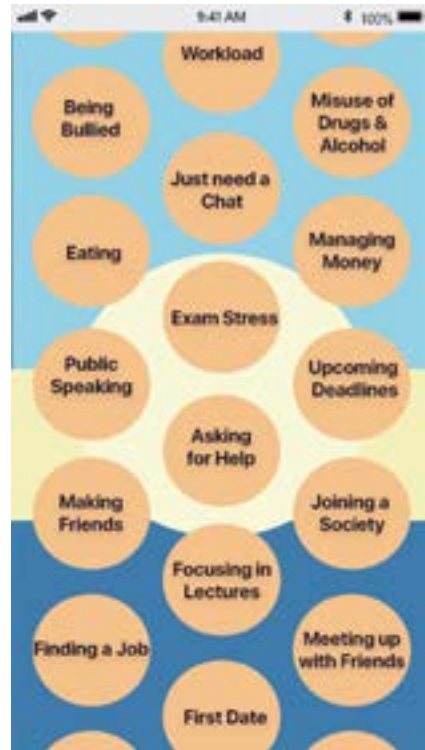 9:41 AM
100%
Workload
Being
Bullied
Misuse of
Drugs &
Alcohol
Just need a
Chat
Eating
Managing
Money
Exam Stress
Public
Speaking
Upcoming
Deadlines
Asking
for Help
Making
Friends
Joining a
Society
Focusing in
Lectures
Finding a Job
Meeting up
with Friends
First Date